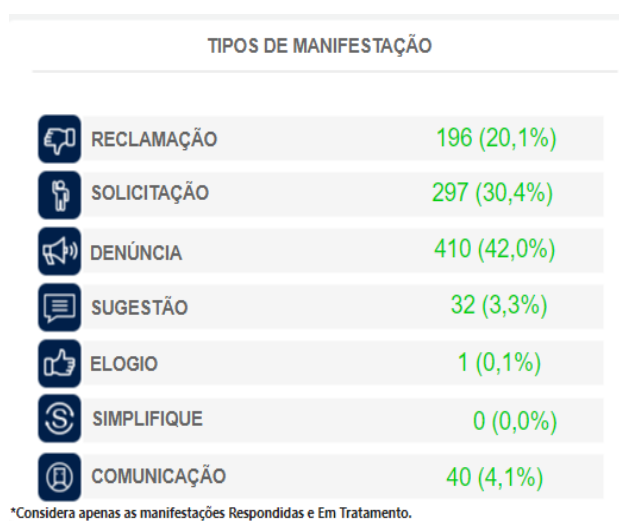 TIPOS DE MANIFESTAÇÃO
RECLAMAÇÃO 196 (20,1%)
SOLICITAÇÃO 297 (30,4%)
DENÚNCIA 410 (42,0%)
SUGESTÃO 32 (3,3%)
ELOGIO 1 (0,1%)
SIMPLIFIQUE 0 (0,0%)
COMUNICAÇÃO 40 (4,1%)
*Considera apenas as manifestações Respondidas e Em Tratamento.